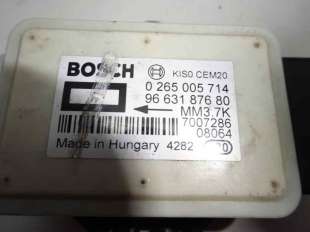 BOSCH KIS0 CEM20
0 265 005 714
96 631 876 80
MM3.7K
7007286
08064
Made in Hungary 4282